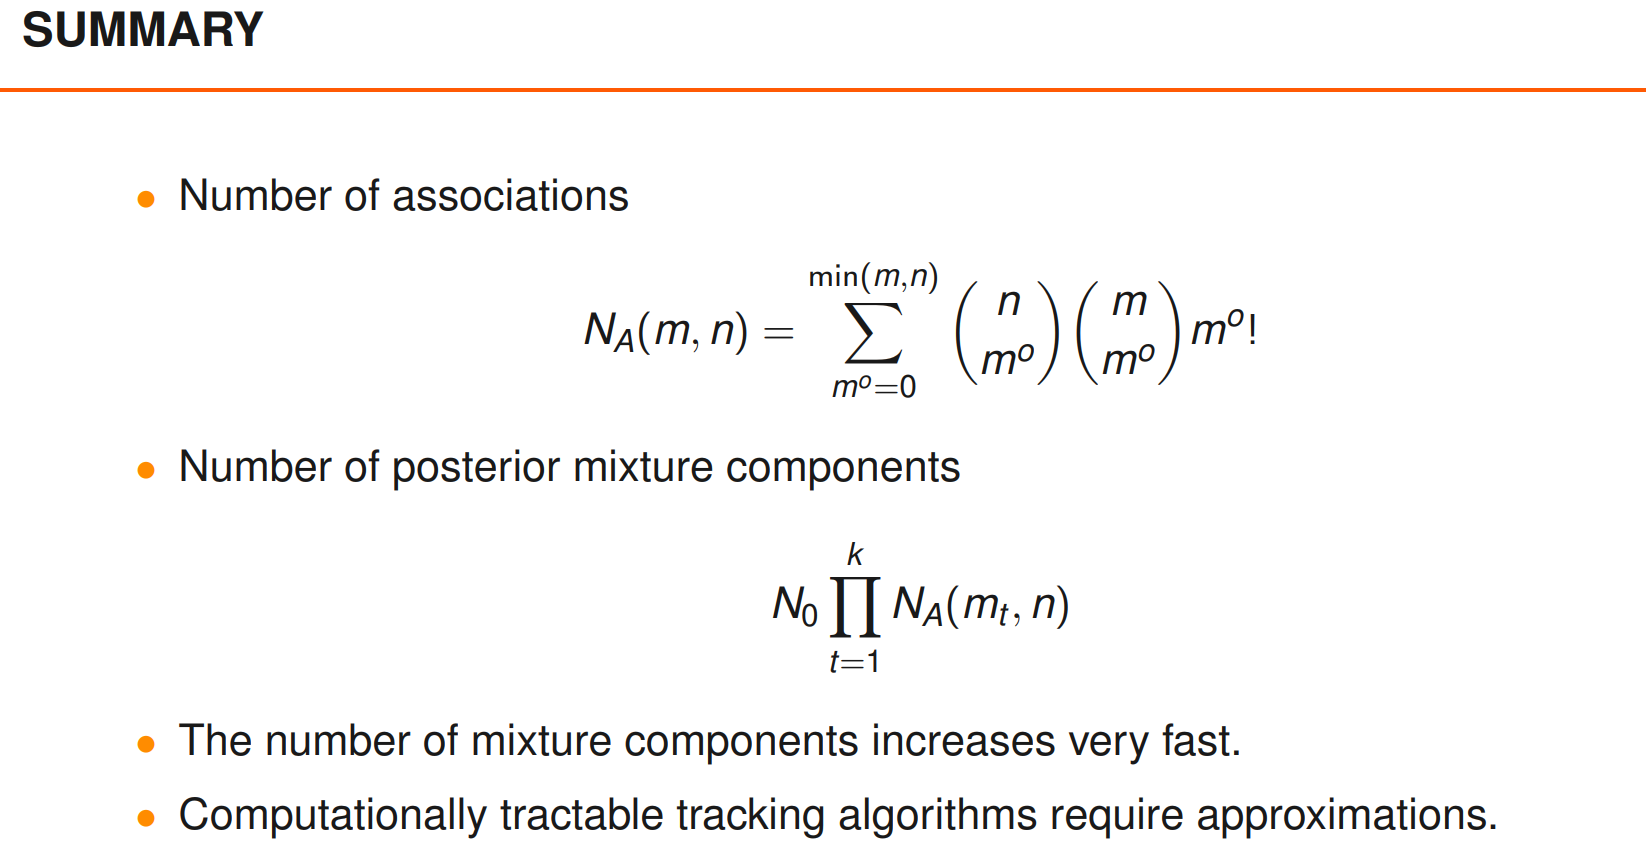 SUMMARY
• Number of associations
N_A(m, n) = \sum_{m^o=0}^{min(m,n)} \binom{n}{m^o} \binom{m}{m^o} m^o!
• Number of posterior mixture components
N_0 \prod_{t=1}^{k} N_A(m_t, n)
• The number of mixture components increases very fast.
• Computationally tractable tracking algorithms require approximations.